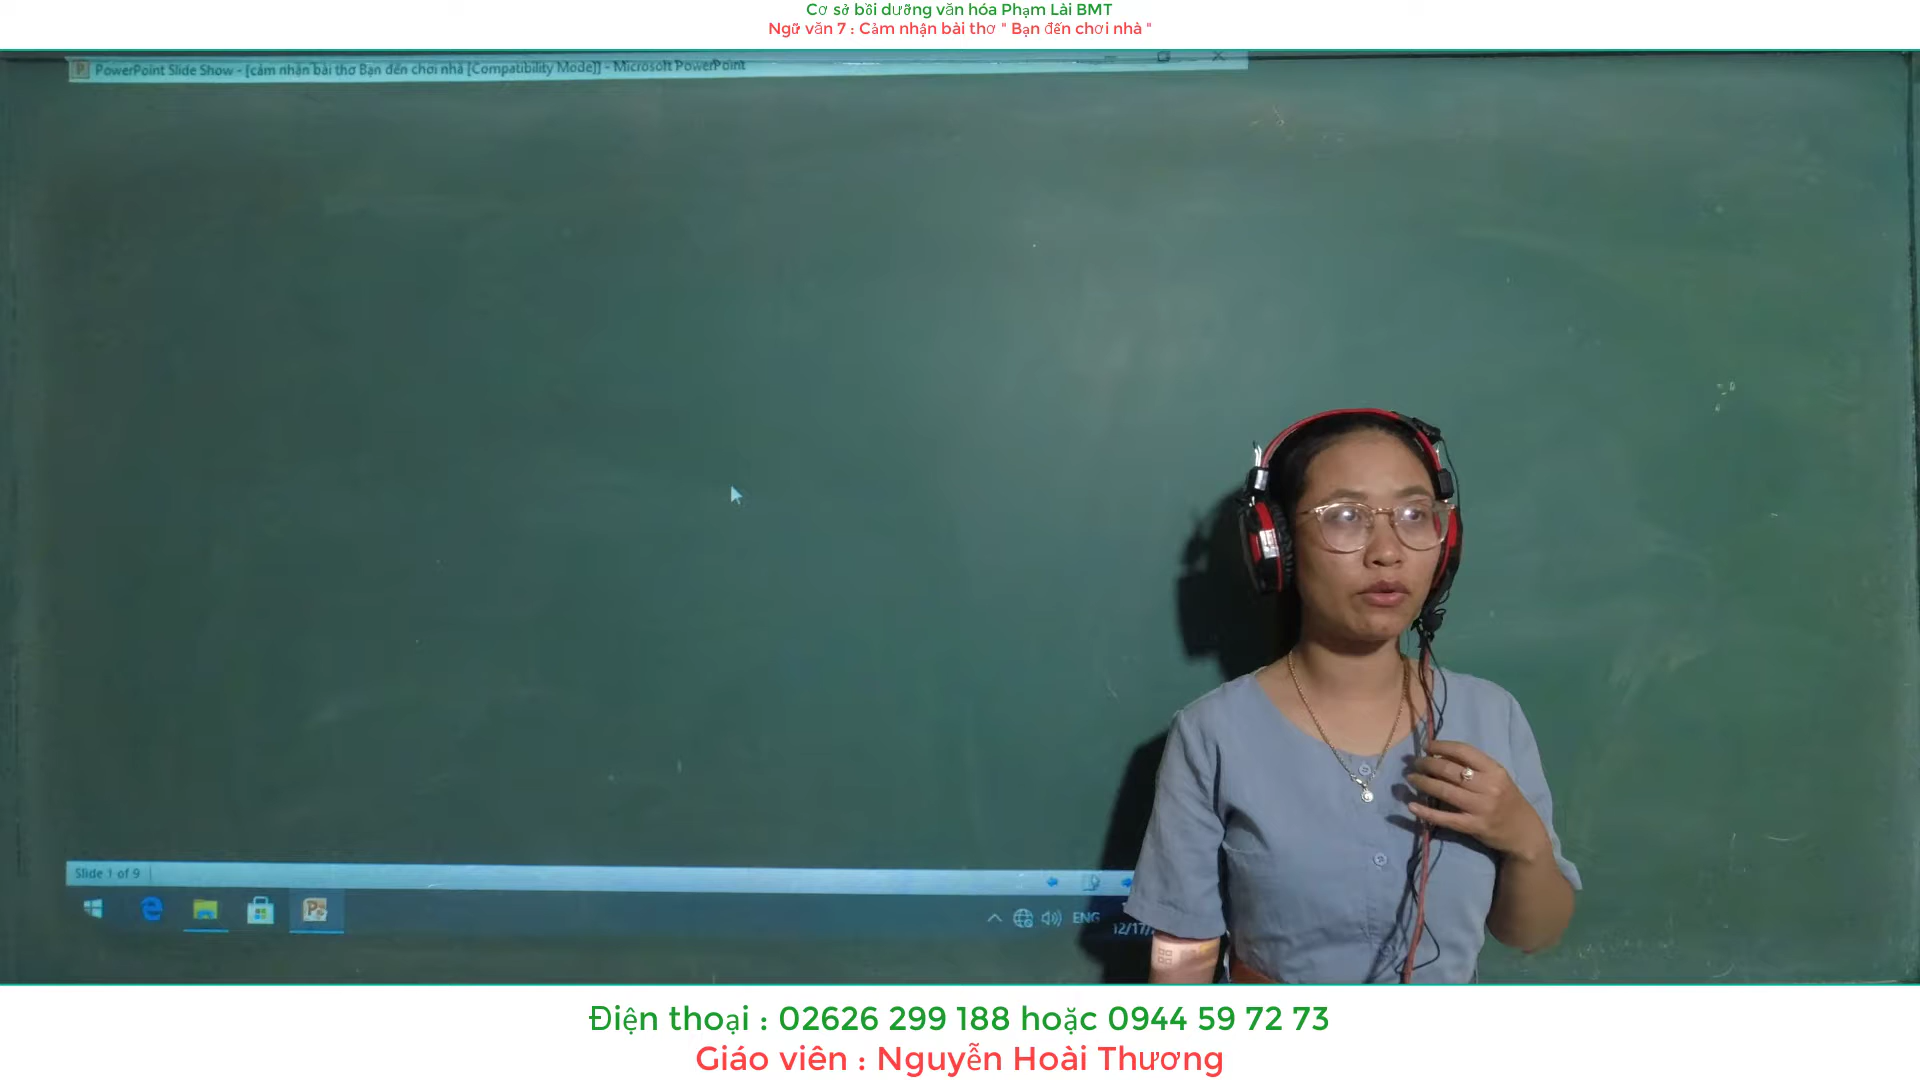 Cơ sở bồi dưỡng văn hóa Phạm Lài BMT
Ngữ văn 7 : Cảm nhận bài thơ " Bạn đến chơi nhà "
PowerPoint Slide Show - [cảm nhận bài thơ Bạn đến chơi nhà [Compatibility Mode]] - Microsoft PowerPoint
Slide 1 of 9
ENG
12/17/
Điện thoại : 02626 299 188 hoặc 0944 59 72 73
Giáo viên : Nguyễn Hoài Thương